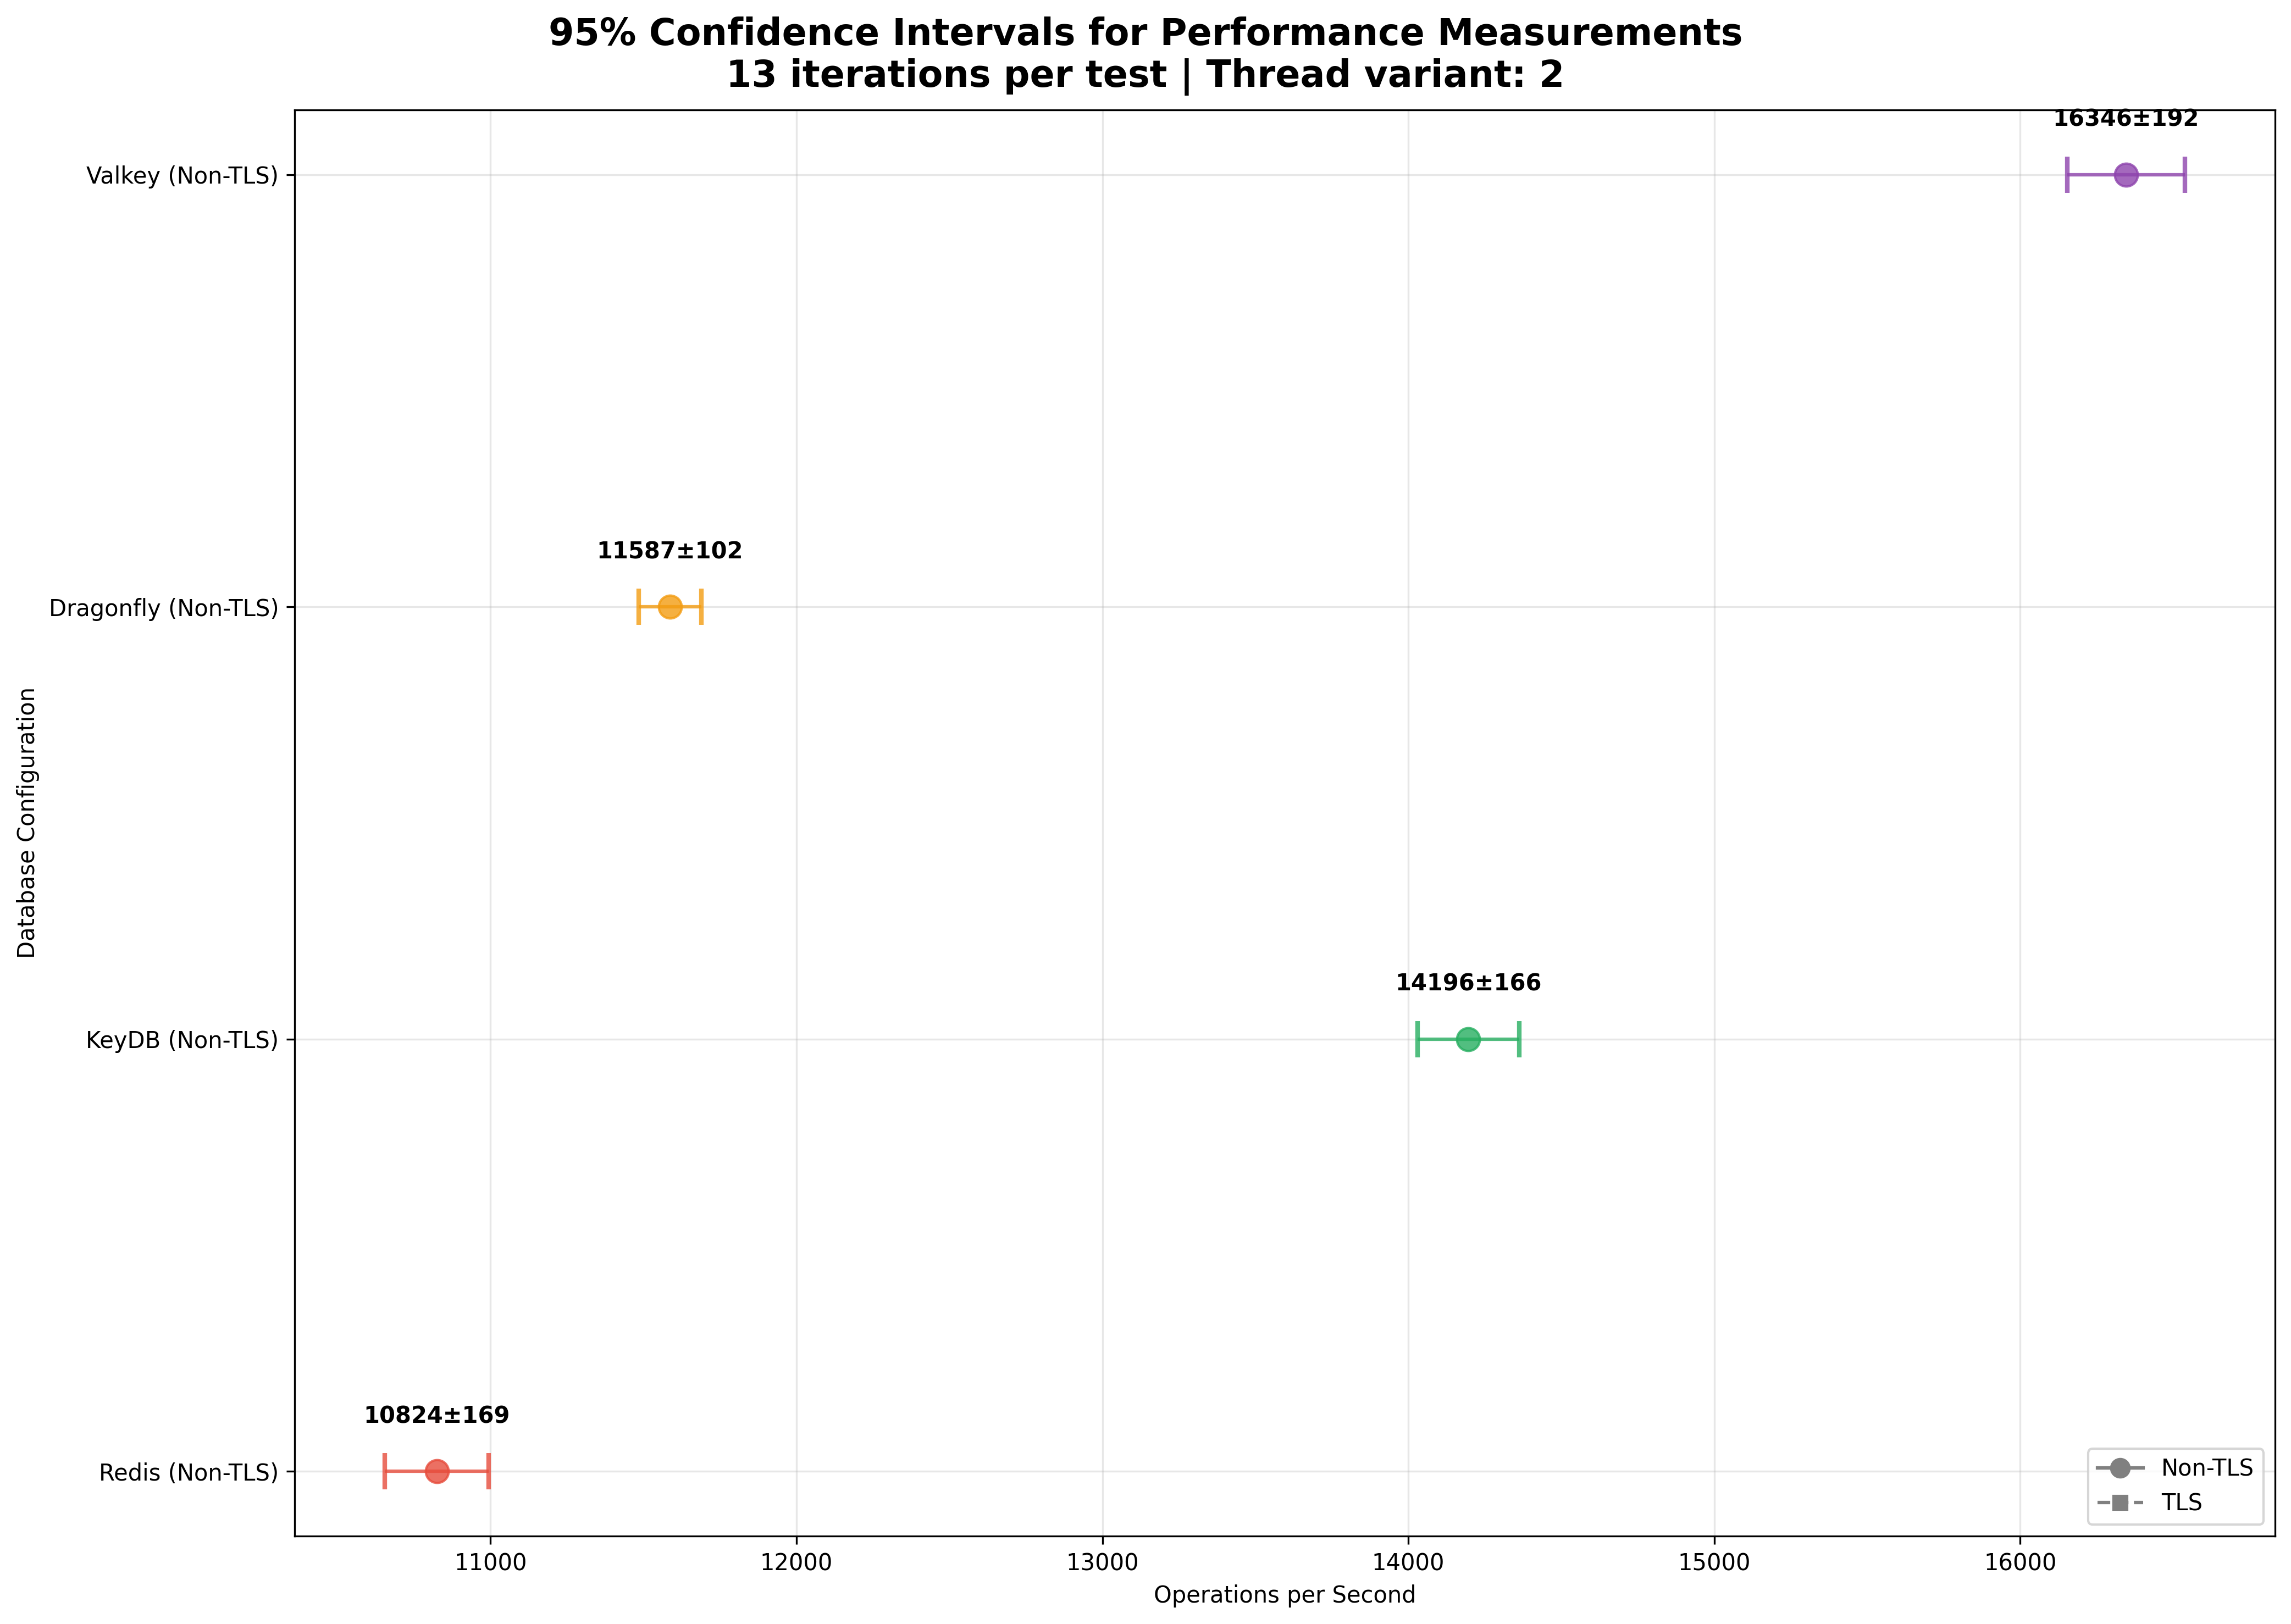 95% Confidence Intervals for Performance Measurements
13 iterations per test | Thread variant: 2
16346±192
Valkey (Non-TLS)
11587±102
Dragonfly (Non-TLS)
Database Configuration
14196±166
KeyDB (Non-TLS)
10824±169
Redis (Non-TLS)
Non-TLS
TLS
11000 12000 13000 14000 15000 16000
Operations per Second